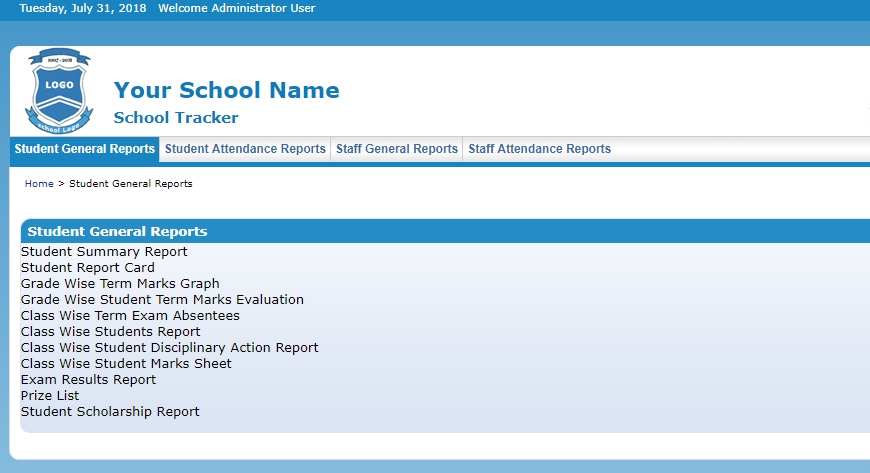 Tuesday, July 31, 2018 Welcome Administrator User
LOGO
School Logo
Your School Name
School Tracker
Student General Reports Student Attendance Reports Staff General Reports Staff Attendance Reports
Home > Student General Reports
Student General Reports
Student Summary Report
Student Report Card
Grade Wise Term Marks Graph
Grade Wise Student Term Marks Evaluation
Class Wise Term Exam Absentees
Class Wise Students Report
Class Wise Student Disciplinary Action Report
Class Wise Student Marks Sheet
Exam Results Report
Prize List
Student Scholarship Report